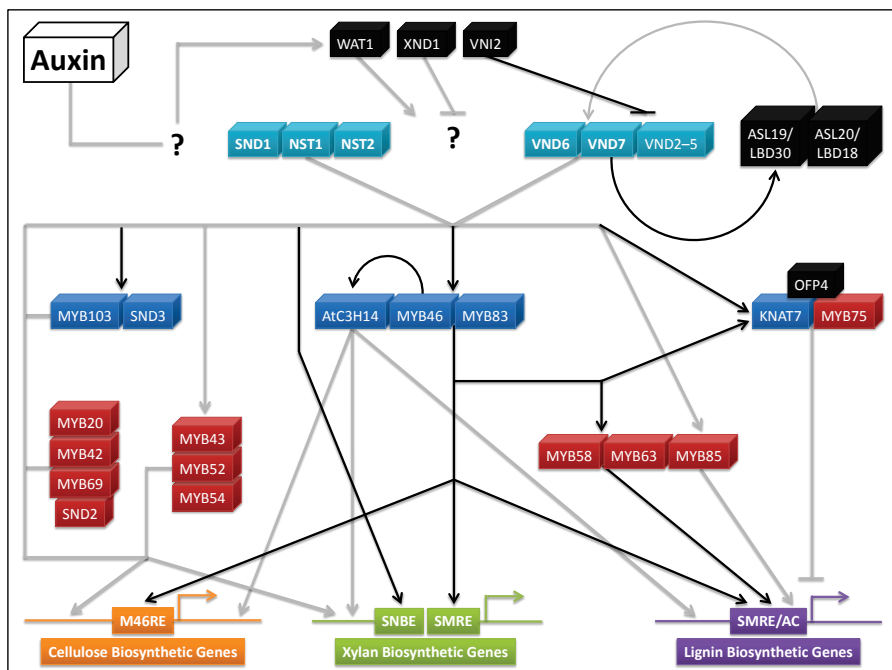 Auxin
WAT1
XND1
VNI2
?
?
SND1
NST1
NST2
VND6
VND7
VND2–5
ASL19/
LBD30
ASL20/
LBD18
OFP4
MYB103
SND3
AtC3H14
MYB46
MYB83
KNAT7
MYB75
MYB20
MYB42
MYB69
SND2
MYB43
MYB52
MYB54
MYB58
MYB63
MYB85
M46RE
SNBE
SMRE
SMRE/AC
Cellulose Biosynthetic Genes
Xylan Biosynthetic Genes
Lignin Biosynthetic Genes